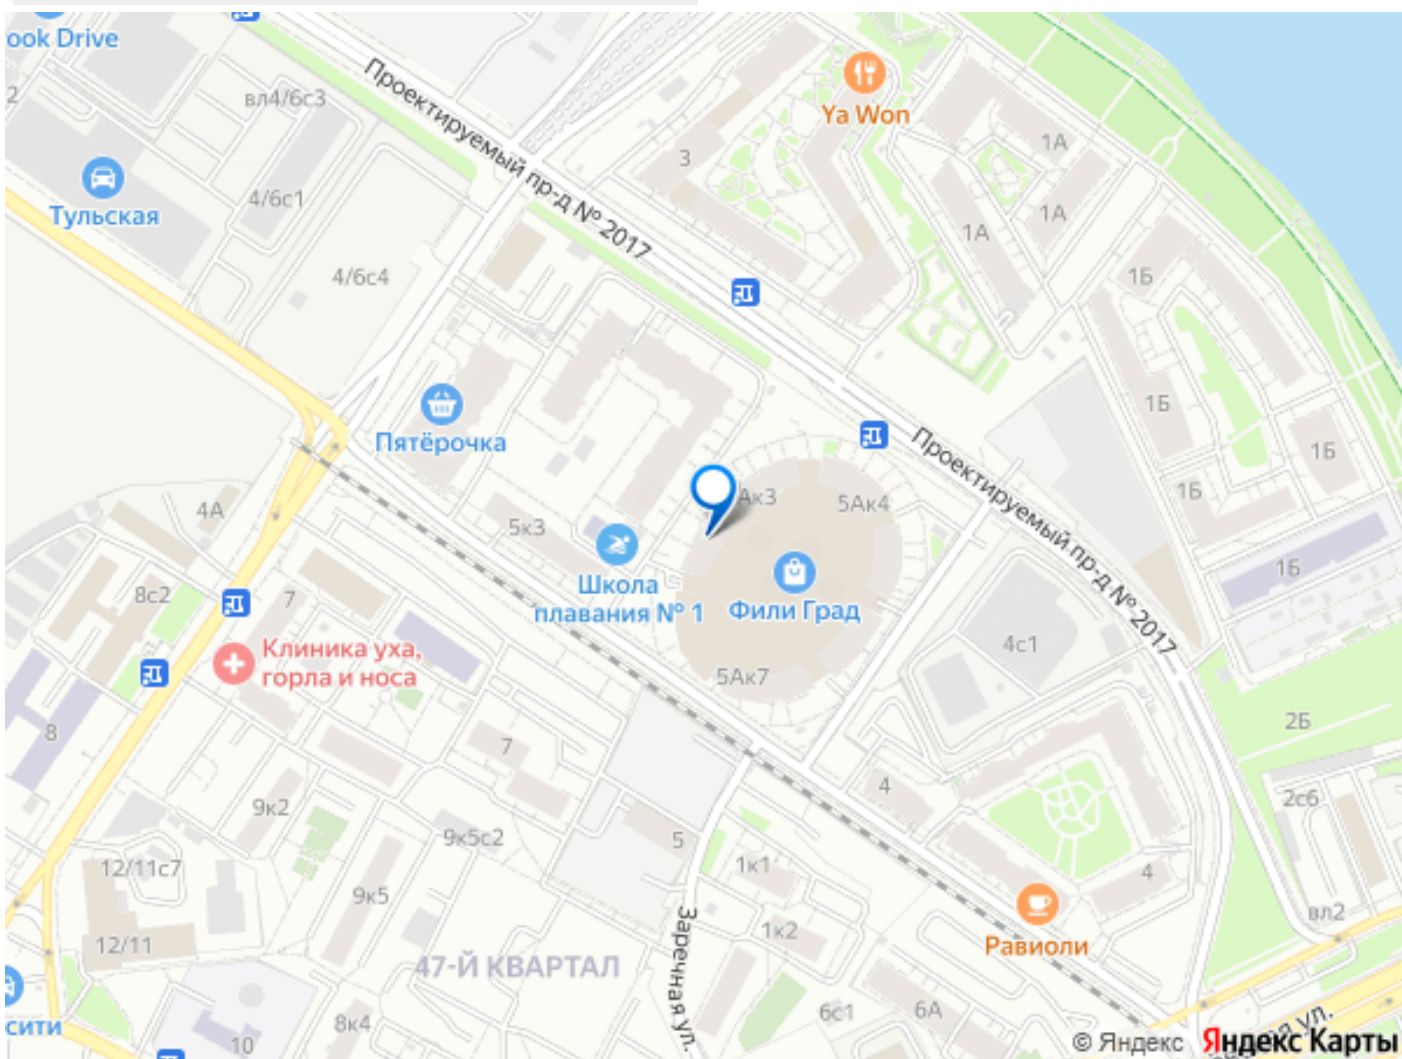 ook Drive
2
вл4/6с3
Проектируемый пр-д № 2017
Ya Won
1А
3
Тульская
4/6с1
1А
1А
4/6с4
1Б
Пятёрочка
1Б
Проектируемый пр-д № 2017
1Б
4А
5к3
Ак3
5Ак4
1Б
Школа
плавания № 1
Фили Град
1Б
8с2
7
Клиника уха,
горла и носа
4с1
5Ак7
8
7
2Б
9к2
4
2с6
9к5с2
5
12/11с7
1к1
4
9к5
Заречная ул.
вл2
12/11
1к2
Равиоли
47-Й КВАРТАЛ
сити
8к4
6с1
6А
10
ая ул.
© Яндекс Яндекс Карты